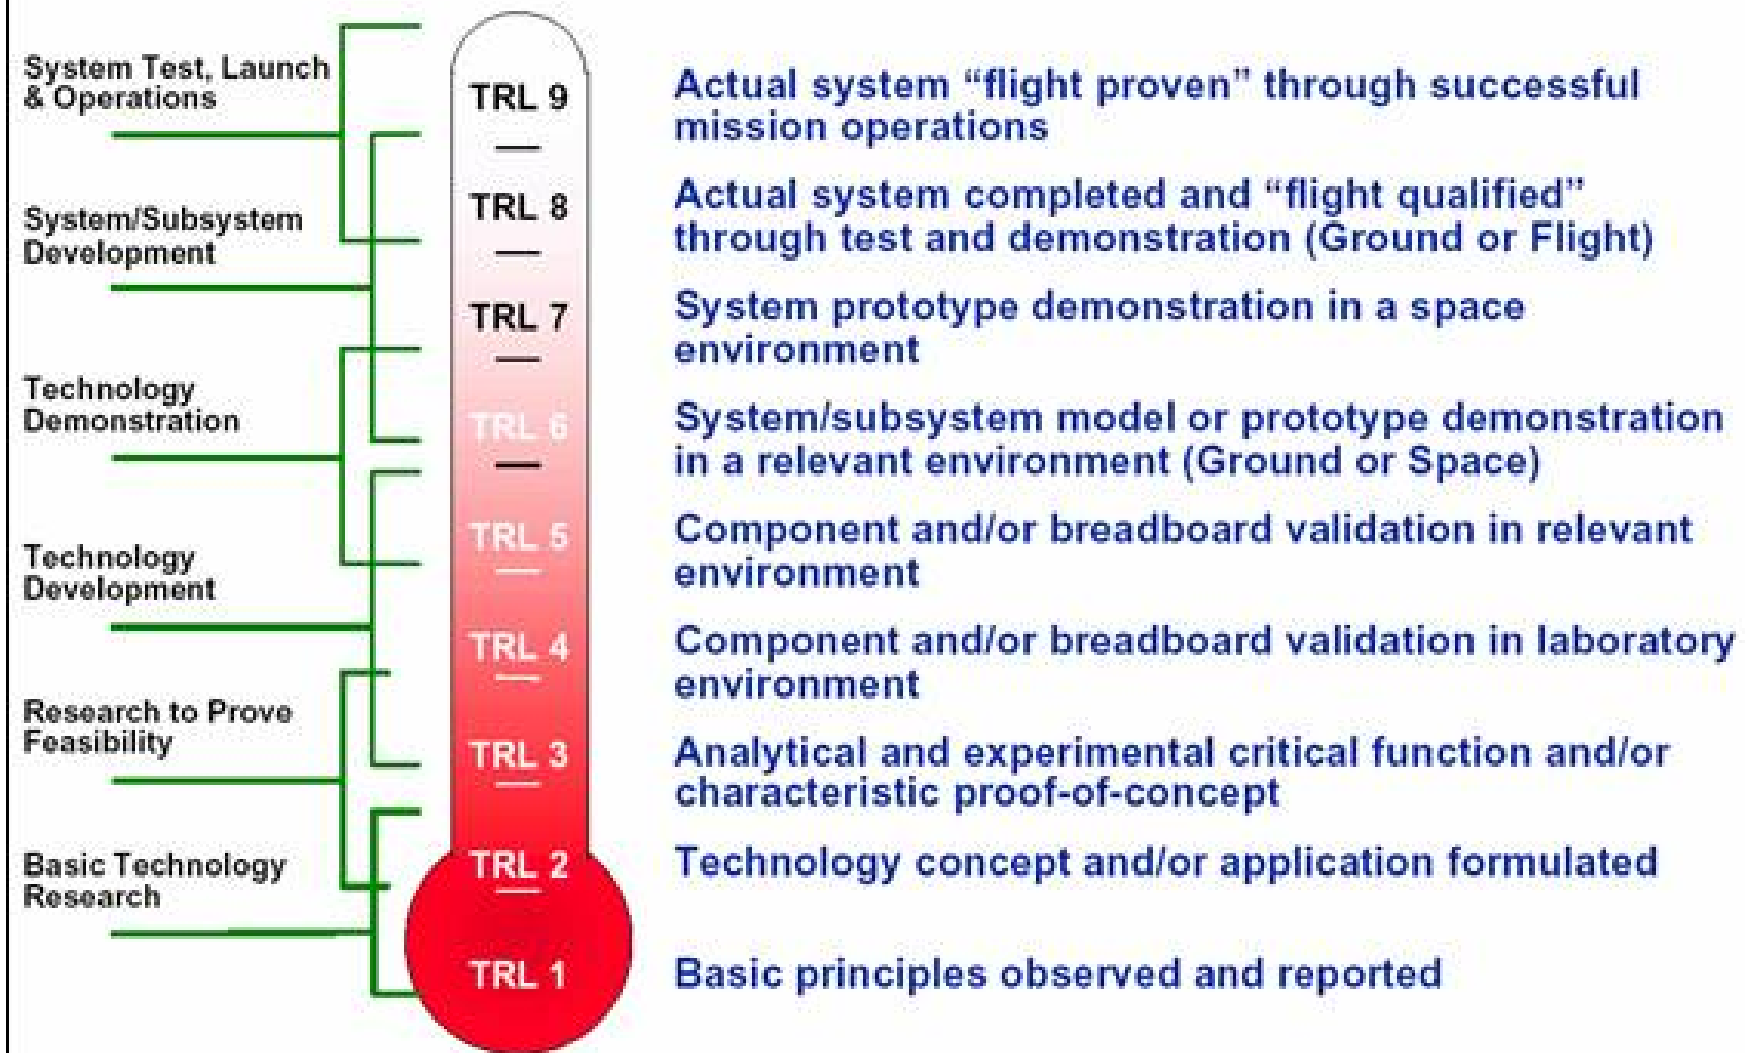 System Test, Launch
& Operations
System/Subsystem
Development
Technology
Demonstration
Technology
Development
Research to Prove
Feasibility
Basic Technology
Research
TRL 9
TRL 8
TRL 7
TRL 6
TRL 5
TRL 4
TRL 3
TRL 2
TRL 1
Actual system “flight proven” through successful
mission operations
Actual system completed and “flight qualified”
through test and demonstration (Ground or Flight)
System prototype demonstration in a space
environment
System/subsystem model or prototype demonstration
in a relevant environment (Ground or Space)
Component and/or breadboard validation in relevant
environment
Component and/or breadboard validation in laboratory
environment
Analytical and experimental critical function and/or
characteristic proof-of-concept
Technology concept and/or application formulated
Basic principles observed and reported